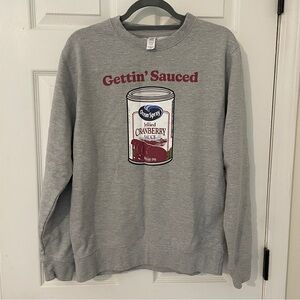 Gettin' Sauced
Ocean Spray
Jellied
CRANBERRY
SAUCE